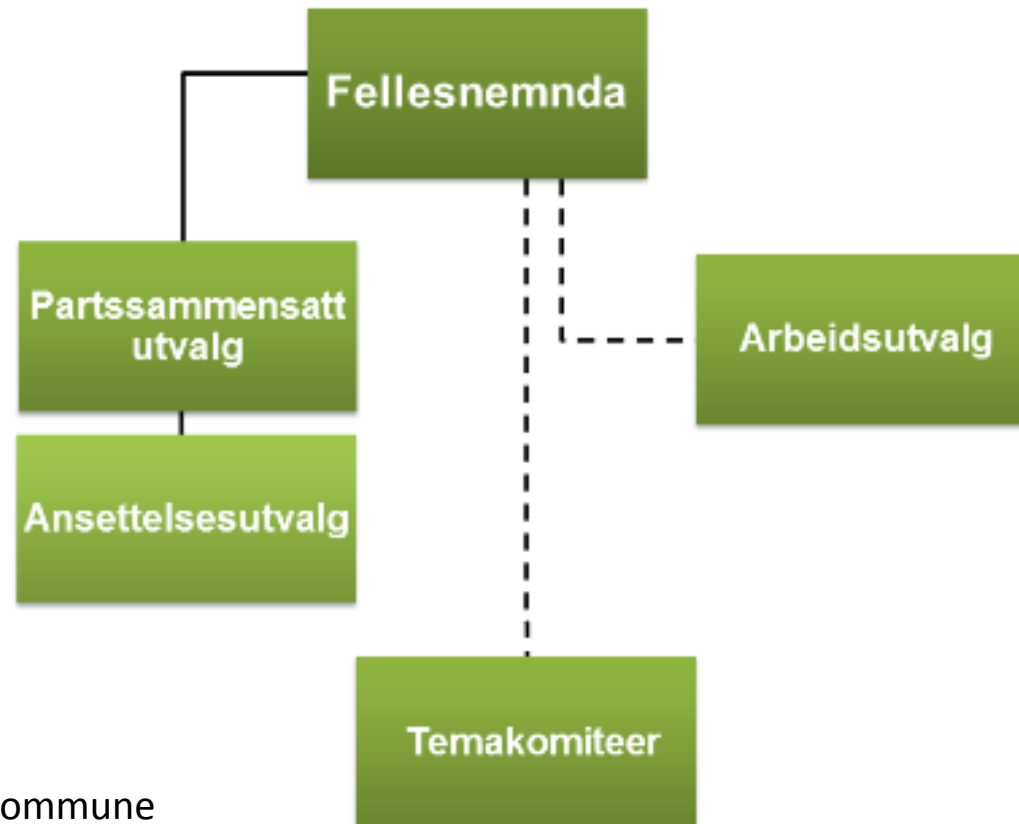 Fellesnemnda
Partssammensatt
utvalg
Arbeidsutvalg
Ansettelsesutvalg
Temakomiteer
ommune